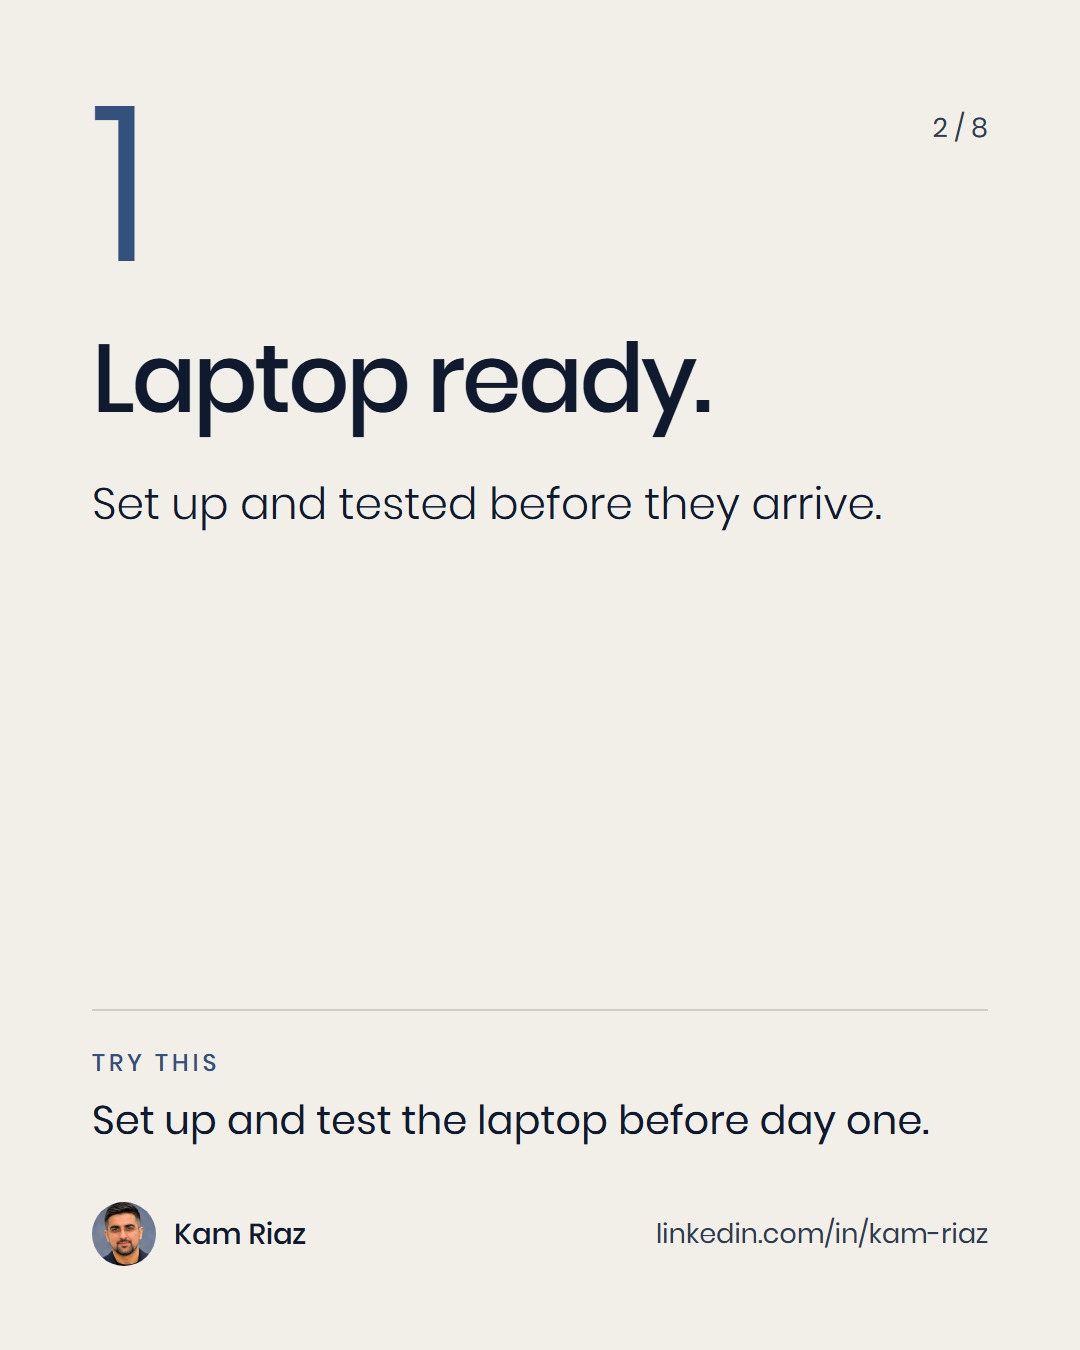 1
2 / 8
Laptop ready.
Set up and tested before they arrive.
TRY THIS
Set up and test the laptop before day one.
Kam Riaz
linkedin.com/in/kam-riaz